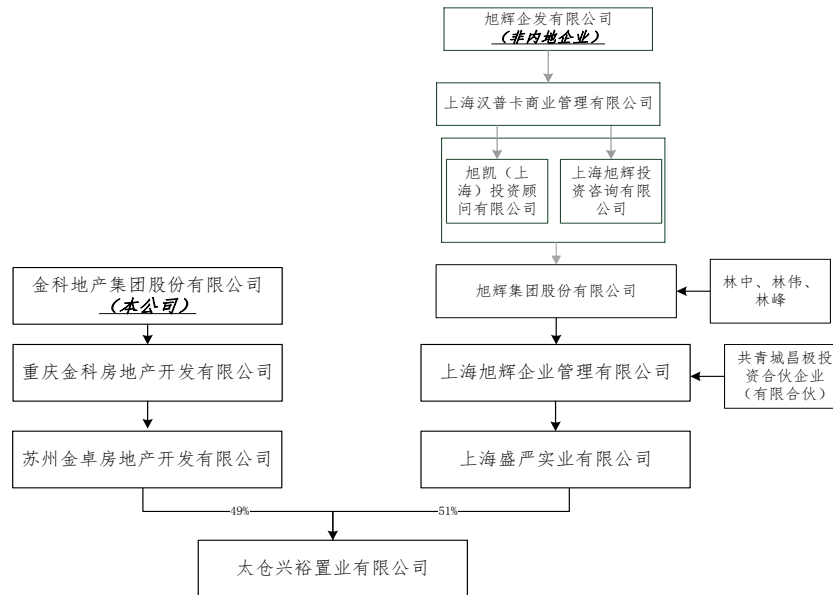 旭辉企发有限公司
（非内地企业）
上海汉普卡商业管理有限公司
旭凯（上
海）投资顾
问有限公司
上海旭辉投
资咨询有限
公司
金科地产集团股份有限公司
（本公司）
旭辉集团股份有限公司
林中、林伟、
林峰
重庆金科房地产开发有限公司
上海旭辉企业管理有限公司
共青城昌极投
资合伙企业
（有限合伙）
苏州金卓房地产开发有限公司
上海盛严实业有限公司
49%
51%
太仓兴裕置业有限公司